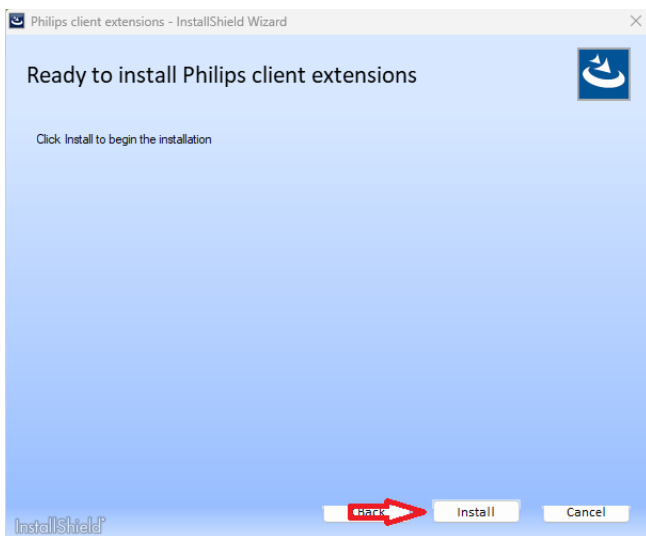 Philips client extensions - InstallShield Wizard
Ready to install Philips client extensions
Click Install to begin the installation
Back Install Cancel
InstallShield